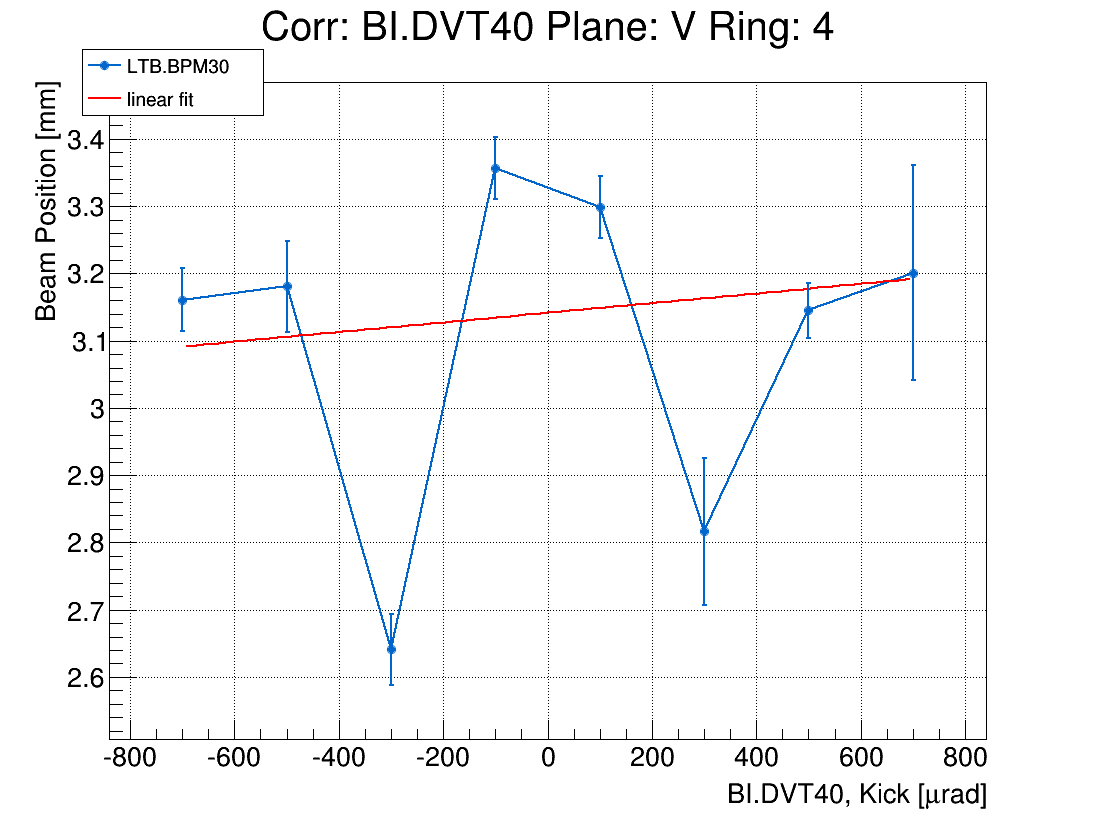 Corr: BI.DVT40 Plane: V Ring: 4
LTB.BPM30
linear fit
Beam Position [mm]
3.4
3.3
3.2
3.1
3
2.9
2.8
2.7
2.6
-800 -600 -400 -200 0 200 400 600 800
BI.DVT40, Kick [μrad]